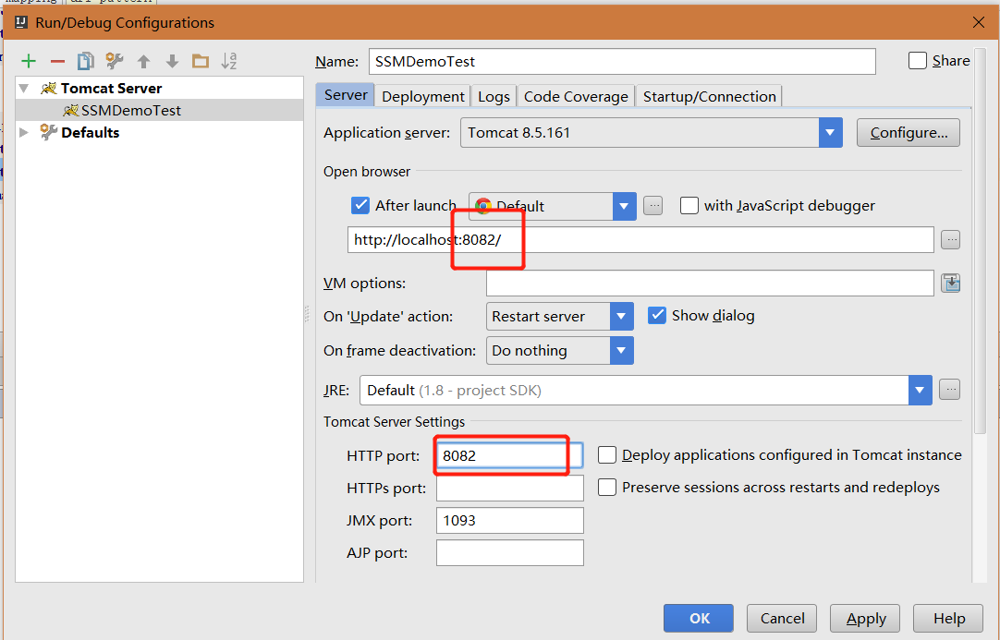 mapping url-pattern
Run/Debug Configurations
Name: SSMDemoTest Share
Tomcat Server
SSMDemoTest
Defaults
Server Deployment Logs Code Coverage Startup/Connection
Application server: Tomcat 8.5.161 Configure...
Open browser
After launch Default ... with JavaScript debugger
http://localhost:8082/ ...
VM options:
On 'Update' action: Restart server Show dialog
On frame deactivation: Do nothing
JRE: Default (1.8 - project SDK) ...
Tomcat Server Settings
HTTP port: 8082 Deploy applications configured in Tomcat instance
HTTPs port: Preserve sessions across restarts and redeploys
JMX port: 1093
AJP port:
OK Cancel Apply Help